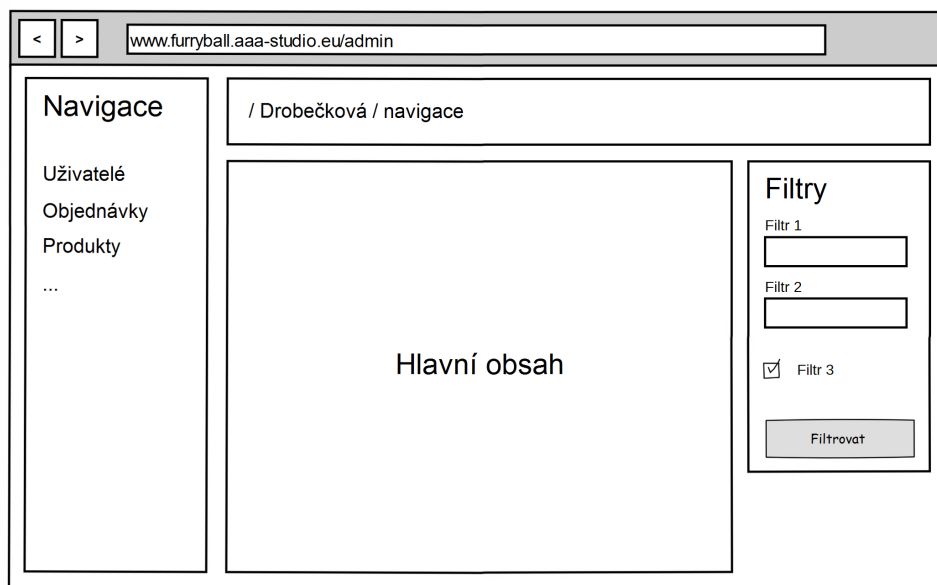 < >
www.furryball.aaa-studio.eu/admin
Navigace
Uživatelé
Objednávky
Produkty
...
/ Drobečková / navigace
Hlavní obsah
Filtry
Filtr 1
Filtr 2
Filtr 3
Filtrovat